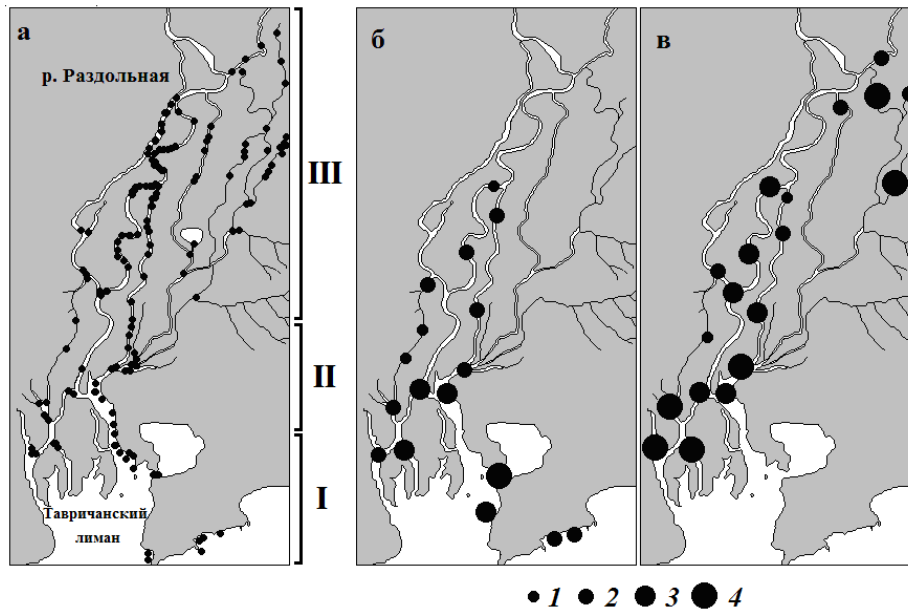 а
р. Раздольная
Тавричанский
лиман
III
II
I
б
в
1 2 3 4